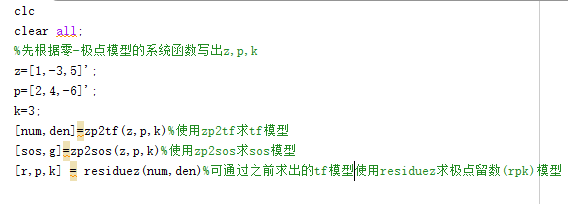 clc
clear all;
%先根据零-极点模型的系统函数写出z,p,k
z=[1,-3,5]';
p=[2,4,-6]';
k=3;
[num,den]=zp2tf(z,p,k)%使用zp2tf求tf模型
[sos,g]=zp2sos(z,p,k)%使用zp2sos求sos模型
[r,p,k] = residuez(num,den)%可通过之前求出的tf模型使用residuez求极点留数(rpk)模型